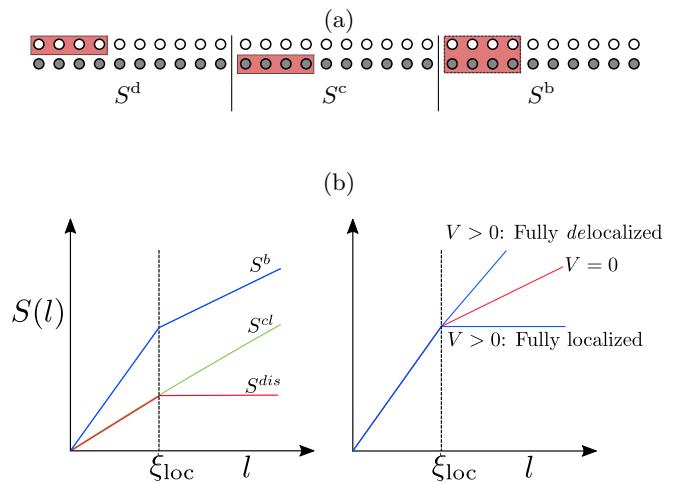 (a)
S^d S^c S^b
(b)
V > 0: Fully delocalized
S^b V = 0
S(l)
S^{cl}
V > 0: Fully localized
S^{dis}
ξ_loc l ξ_loc l